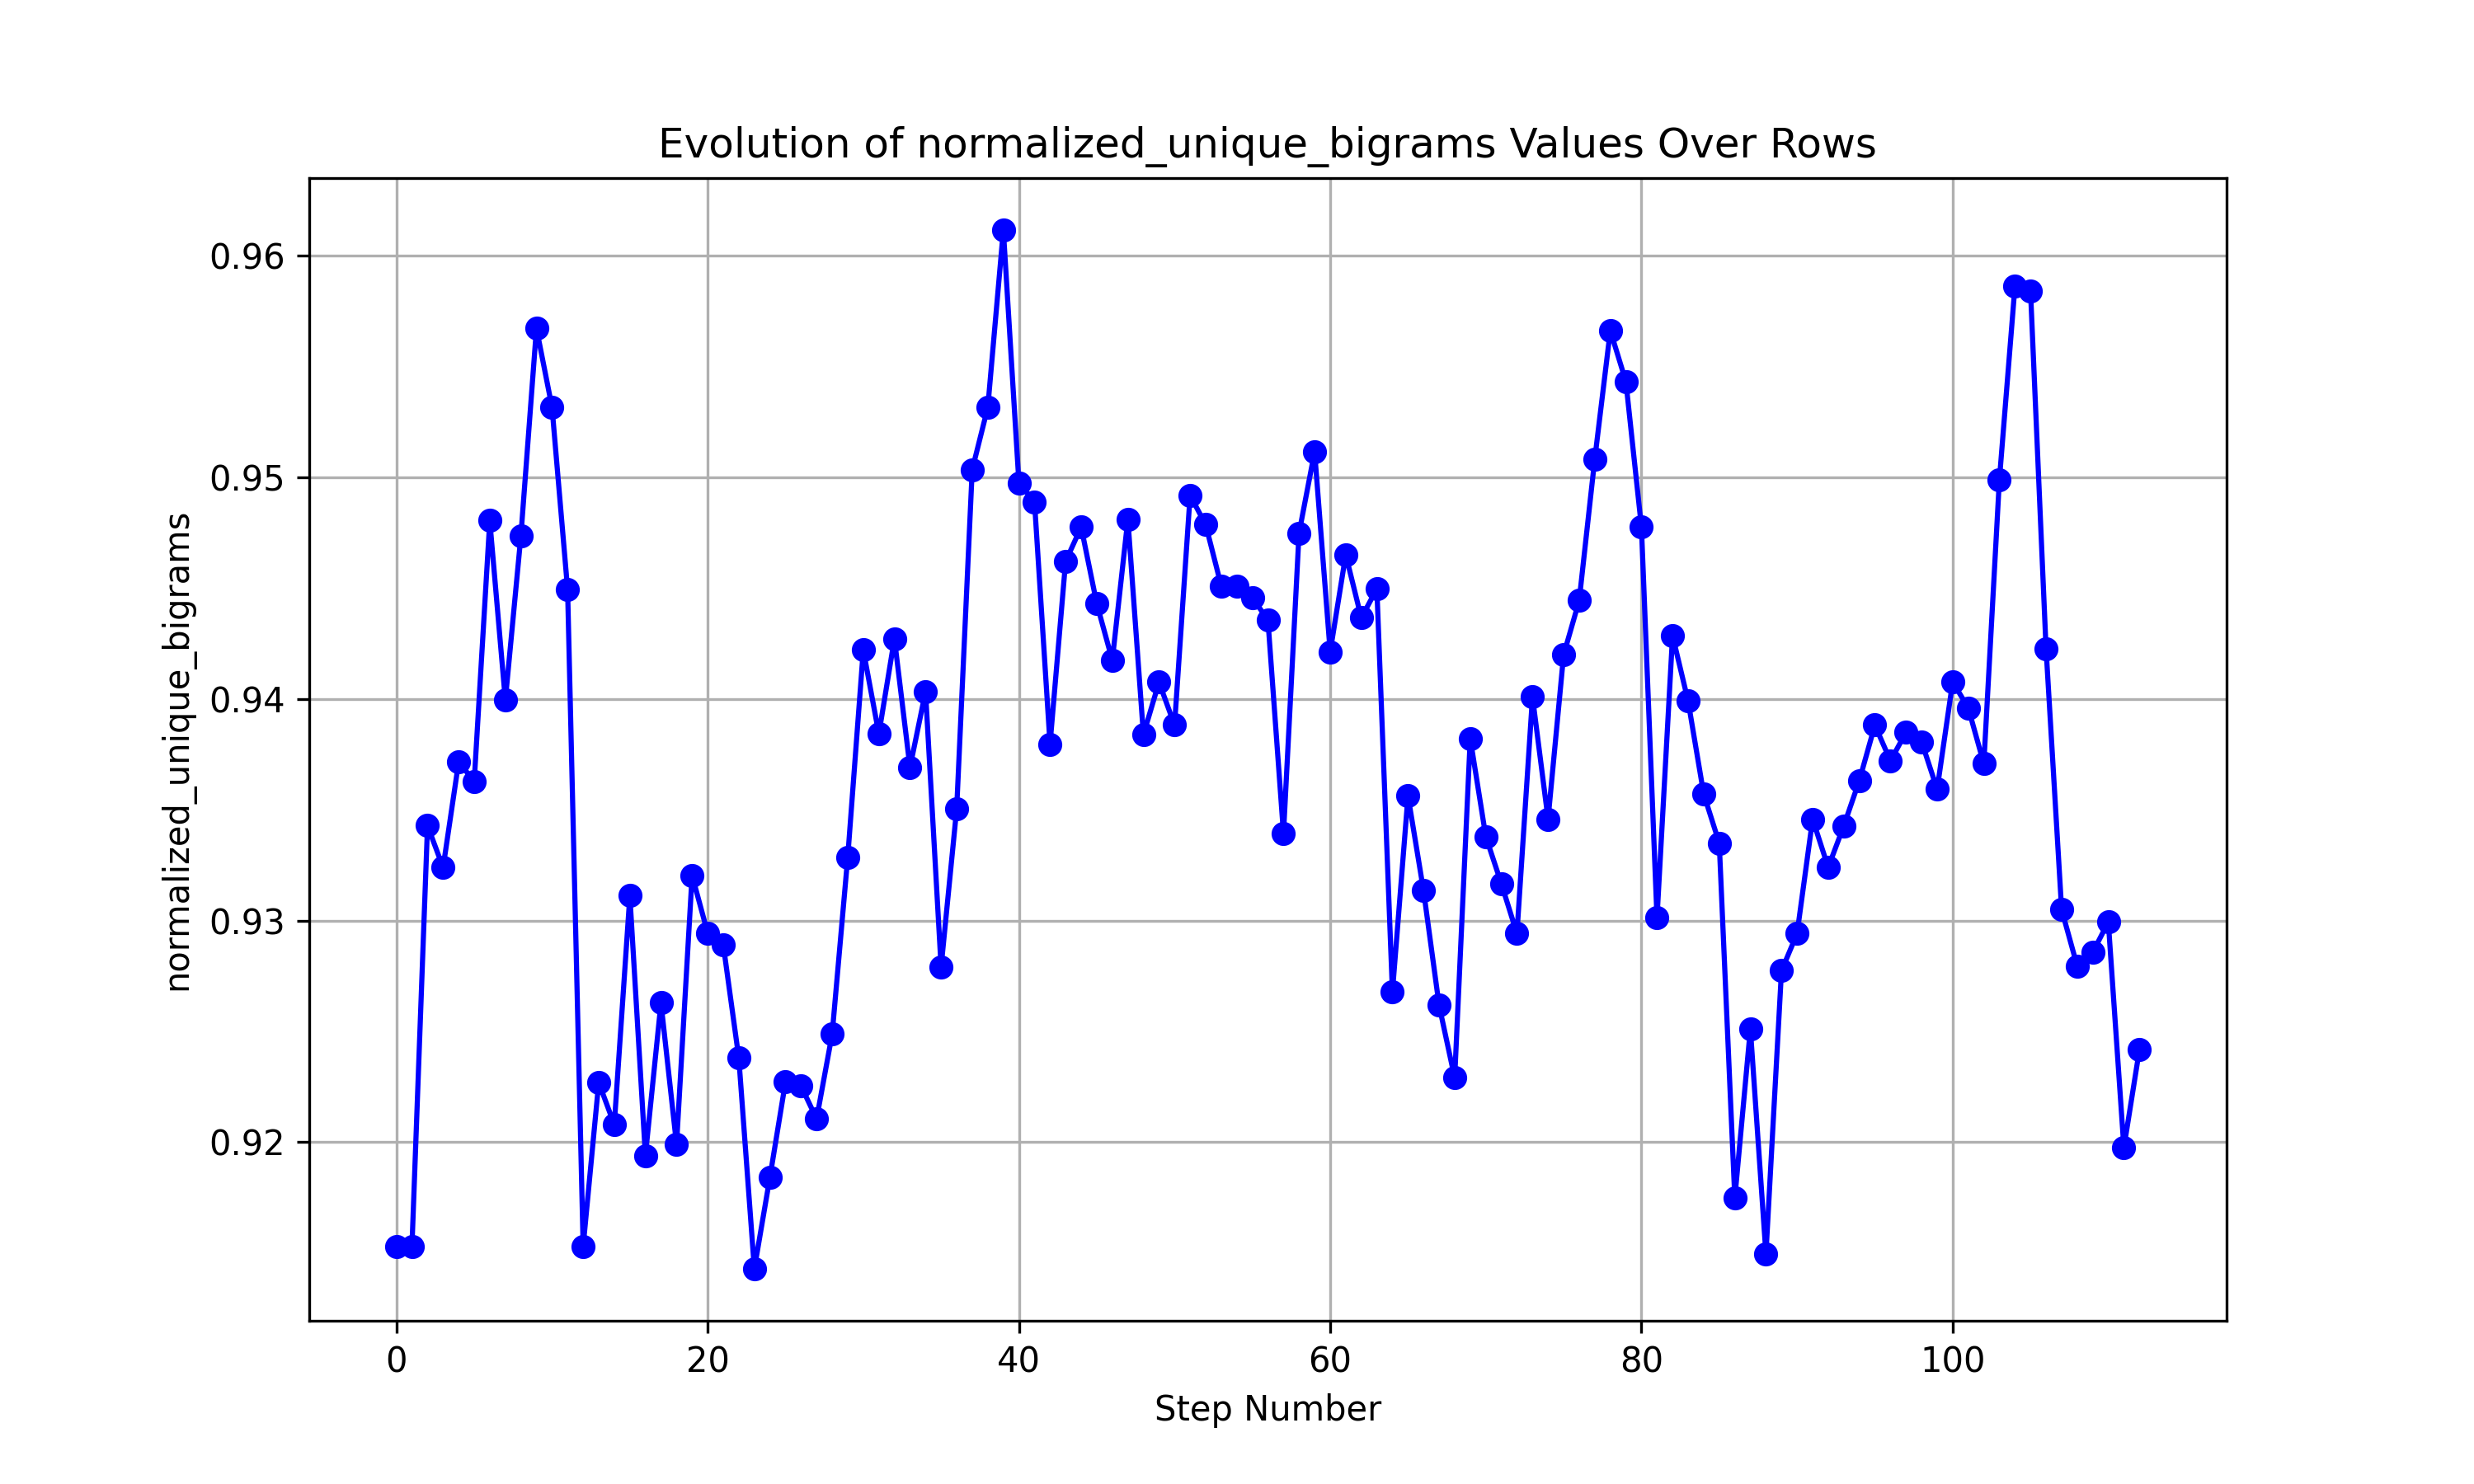 Evolution of normalized_unique_bigrams Values Over Rows
normalized_unique_bigrams
0.96
0.95
0.94
0.93
0.92
0 20 40 60 80 100
Step Number